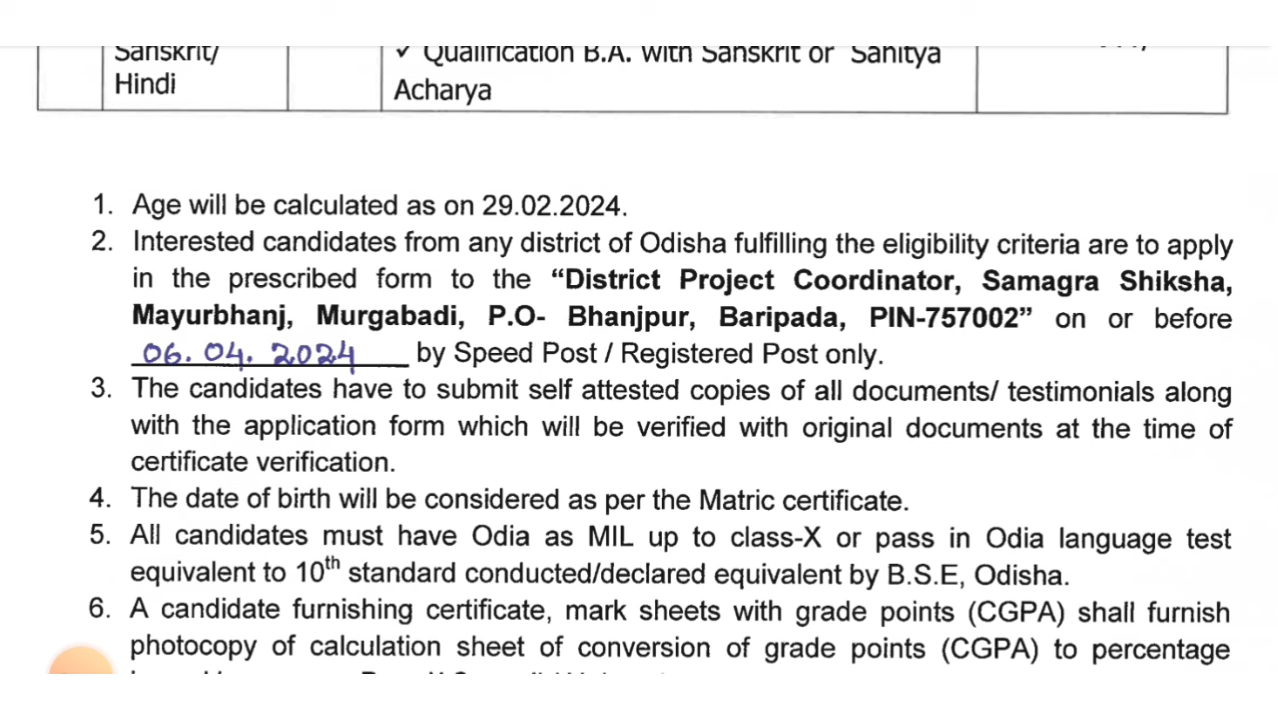 Sanskrit/
Hindi
✓ Qualification B.A. with Sanskrit or Sahitya
Acharya
1. Age will be calculated as on 29.02.2024.
2. Interested candidates from any district of Odisha fulfilling the eligibility criteria are to apply
in the prescribed form to the “District Project Coordinator, Samagra Shiksha,
Mayurbhanj, Murgabadi, P.O- Bhanjpur, Baripada, PIN-757002” on or before
06.04.2024 by Speed Post / Registered Post only.
3. The candidates have to submit self attested copies of all documents/ testimonials along
with the application form which will be verified with original documents at the time of
certificate verification.
4. The date of birth will be considered as per the Matric certificate.
5. All candidates must have Odia as MIL up to class-X or pass in Odia language test
equivalent to 10th standard conducted/declared equivalent by B.S.E, Odisha.
6. A candidate furnishing certificate, mark sheets with grade points (CGPA) shall furnish
photocopy of calculation sheet of conversion of grade points (CGPA) to percentage